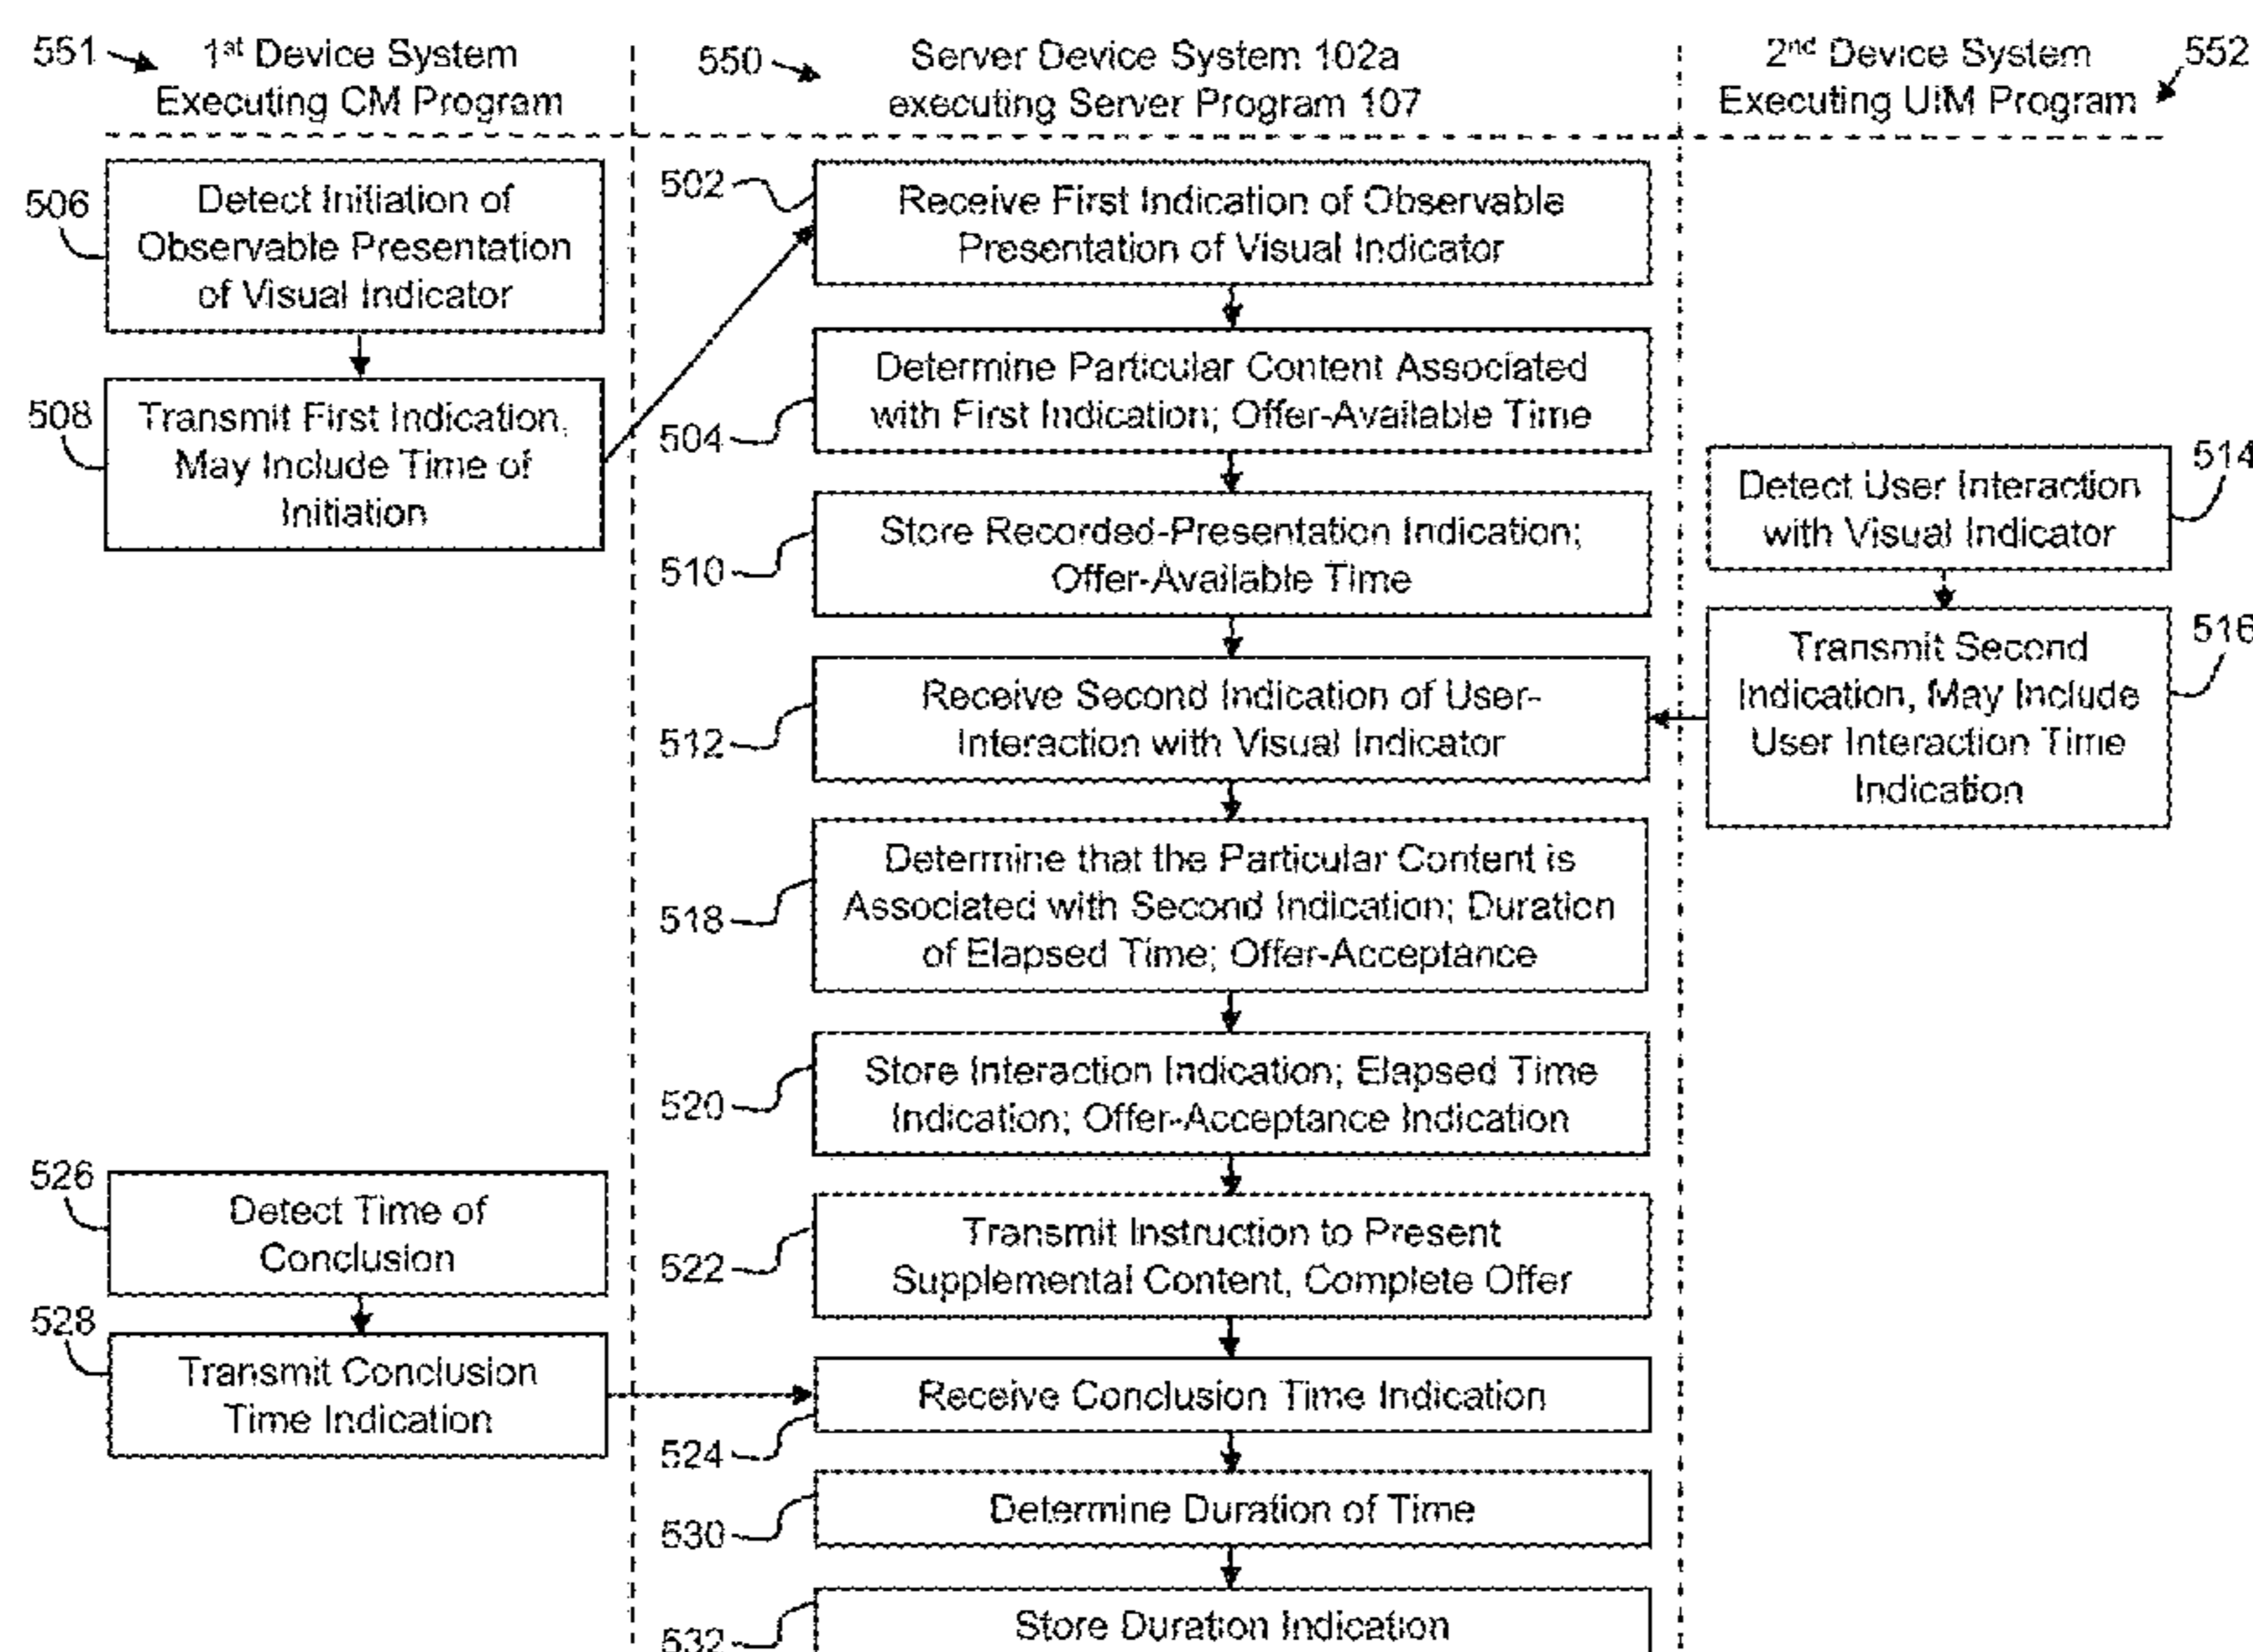 551
1st Device System
Executing CM Program
550
Server Device System 102a
executing Server Program 107
2nd Device System
Executing UIM Program
552
506
Detect Initiation of
Observable Presentation
of Visual Indicator
508
Transmit First Indication,
May Include Time of
Initiation
502
Receive First Indication of Observable
Presentation of Visual Indicator
504
Determine Particular Content Associated
with First Indication; Offer-Available Time
510
Store Recorded-Presentation Indication;
Offer-Available Time
514
Detect User Interaction
with Visual Indicator
516
Transmit Second
Indication, May Include
User Interaction Time
Indication
512
Receive Second Indication of User-
Interaction with Visual Indicator
518
Determine that the Particular Content is
Associated with Second Indication; Duration
of Elapsed Time; Offer-Acceptance
520
Store Interaction Indication; Elapsed Time
Indication; Offer-Acceptance Indication
522
Transmit Instruction to Present
Supplemental Content, Complete Offer
526
Detect Time of
Conclusion
528
Transmit Conclusion
Time Indication
Receive Conclusion Time Indication
524
Determine Duration of Time
530
Store Duration Indication
532